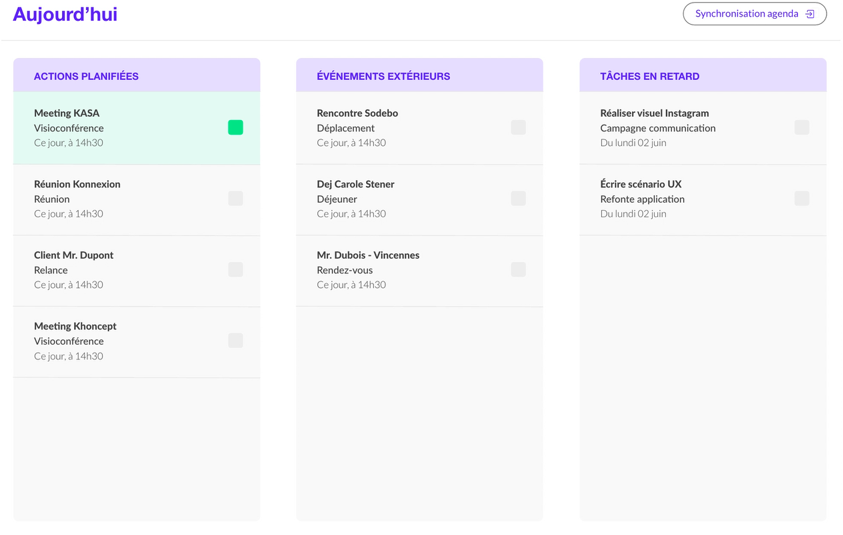 Aujourd’hui
Synchronisation agenda
ACTIONS PLANIFIÉES
Meeting KASA
Visioconférence
Ce jour, à 14h30
Réunion Konnexion
Réunion
Ce jour, à 14h30
Client Mr. Dupont
Relance
Ce jour, à 14h30
Meeting Khoncept
Visioconférence
Ce jour, à 14h30
ÉVÉNEMENTS EXTÉRIEURS
Rencontre Sodebo
Déplacement
Ce jour, à 14h30
Dej Carole Stener
Déjeuner
Ce jour, à 14h30
Mr. Dubois - Vincennes
Rendez-vous
Ce jour, à 14h30
TÂCHES EN RETARD
Réaliser visuel Instagram
Campagne communication
Du lundi 02 juin
Écrire scénario UX
Refonte application
Du lundi 02 juin